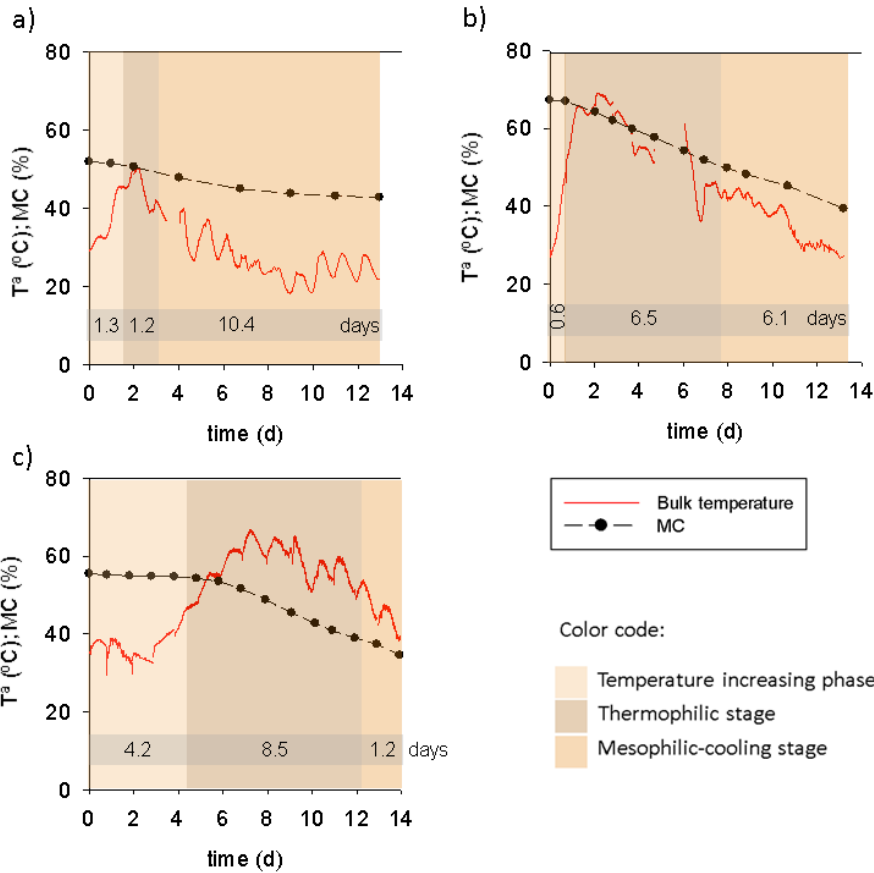 a)
80
60
40
20
0
Tª (ºC); MC (%)
1.3 1.2 10.4 days
0 2 4 6 8 10 12 14
time (d)
b)
80
60
40
20
0
Tª (ºC); MC (%)
0.6 6.5 6.1 days
0 2 4 6 8 10 12 14
time (d)
c)
80
60
40
20
0
Tª (ºC); MC (%)
4.2 8.5 1.2 days
0 2 4 6 8 10 12 14
time (d)
Bulk temperature
MC
Color code:
Temperature increasing phase
Thermophilic stage
Mesophilic-cooling stage